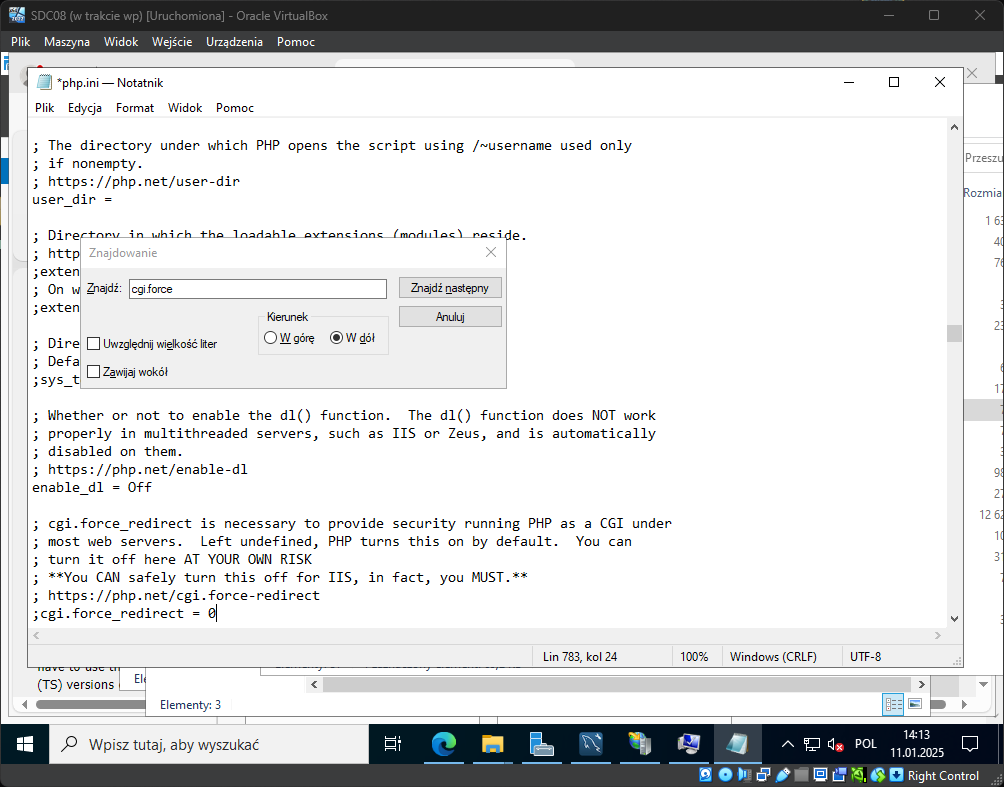 SDC08 (w trakcie wp) [Uruchomiona] - Oracle VirtualBox
Plik Maszyna Widok Wejście Urządzenia Pomoc
*php.ini — Notatnik
Plik Edycja Format Widok Pomoc
; The directory under which PHP opens the script using /~username used only
; if nonempty.
; https://php.net/user-dir
user_dir =
; Directory in which the loadable extensions (modules) reside.
; http
;exten
; On w
;exten
; Dire
; Defa
;sys_t
Znajdowanie
Znajdź: cgi.force
Znajdź następny
Anuluj
Kierunek
W górę W dół
Uwzględnij wielkość liter
Zawijaj wokół
; Whether or not to enable the dl() function.  The dl() function does NOT work
; properly in multithreaded servers, such as IIS or Zeus, and is automatically
; disabled on them.
; https://php.net/enable-dl
enable_dl = Off
; cgi.force_redirect is necessary to provide security running PHP as a CGI under
; most web servers.  Left undefined, PHP turns this on by default.  You can
; turn it off here AT YOUR OWN RISK
; **You CAN safely turn this off for IIS, in fact, you MUST.**
; https://php.net/cgi.force-redirect
;cgi.force_redirect = 0
Lin 783, kol 24 100% Windows (CRLF) UTF-8
Przeszu
Rozmia
1 63
40
76
3
23
6
17
7
3
98
27
12 62
10
31
7
3
(TS) versions
Ele
Elementy: 3
Wpisz tutaj, aby wyszukać
POL
14:13
11.01.2025
Right Control